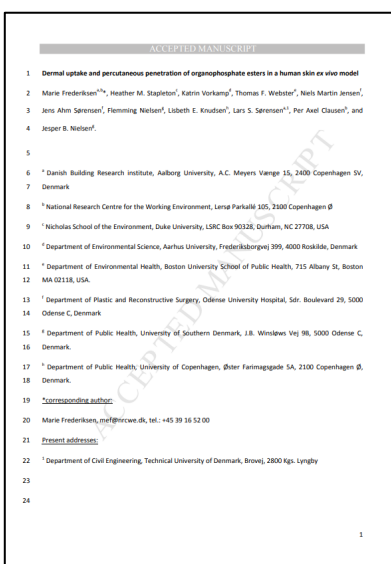 ACCEPTED MANUSCRIPT
1 Dermal uptake and percutaneous penetration of organophosphate esters in a human skin ex vivo model
2 Marie Frederiksen^a,b*, Heather M. Stapleton^c, Katrin Vorkamp^d, Thomas F. Webster^e, Niels Martin Jensen^f,
3 Jens Ahm Sørensen^f, Flemming Nielsen^g, Lisbeth E. Knudsen^h, Lars S. Sørensen^a,1, Per Axel Clausen^b, and
4 Jesper B. Nielsen^g.
5
6 ^a Danish Building Research institute, Aalborg University, A.C. Meyers Vænge 15, 2400 Copenhagen SV,
7 Denmark
8 ^b National Research Centre for the Working Environment, Lersø Parkallé 105, 2100 Copenhagen Ø
9 ^c Nicholas School of the Environment, Duke University, LSRC Box 90328, Durham, NC 27708, USA
10 ^d Department of Environmental Science, Aarhus University, Frederiksborgvej 399, 4000 Roskilde, Denmark
11 ^e Department of Environmental Health, Boston University School of Public Health, 715 Albany St, Boston
12 MA 02118, USA.
13 ^f Department of Plastic and Reconstructive Surgery, Odense University Hospital, Sdr. Boulevard 29, 5000
14 Odense C, Denmark
15 ^g Department of Public Health, University of Southern Denmark, J.B. Winsløws Vej 9B, 5000 Odense C,
16 Denmark.
17 ^h Department of Public Health, University of Copenhagen, Øster Farimagsgade 5A, 2100 Copenhagen Ø,
18 Denmark.
19 *corresponding author:
20 Marie Frederiksen, mef@nrcwe.dk, tel.: +45 39 16 52 00
21 Present addresses:
22 ^1 Department of Civil Engineering, Technical University of Denmark, Brovej, 2800 Kgs. Lyngby
23
24
ACCEPTED MANUSCRIPT
1